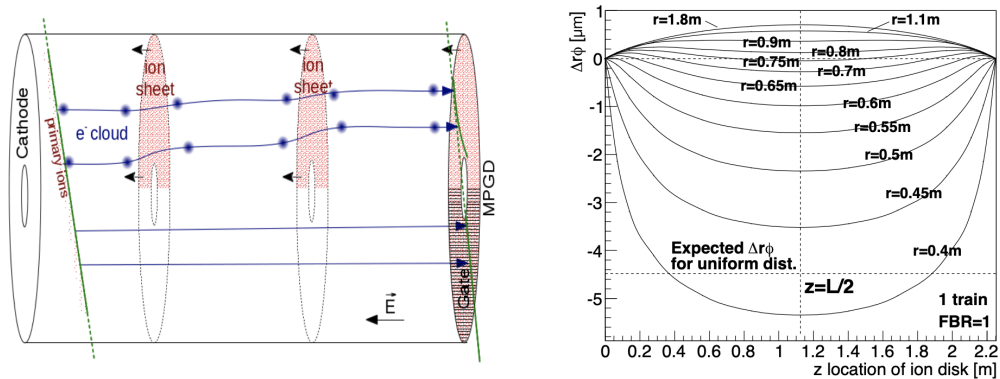 Cathode
primary ions
e⁻ cloud
ion
sheet
ion
sheet
MPGD
Gate
E
Δrφ [μm]
1
0
-1
-2
-3
-4
-5
r=1.8m
r=1.1m
r=0.9m
r=0.8m
r=0.75m
r=0.7m
r=0.65m
r=0.6m
r=0.55m
r=0.5m
r=0.45m
r=0.4m
Expected Δrφ
for uniform dist.
z=L/2
1 train
FBR=1
0 0.2 0.4 0.6 0.8 1 1.2 1.4 1.6 1.8 2 2.2
z location of ion disk [m]